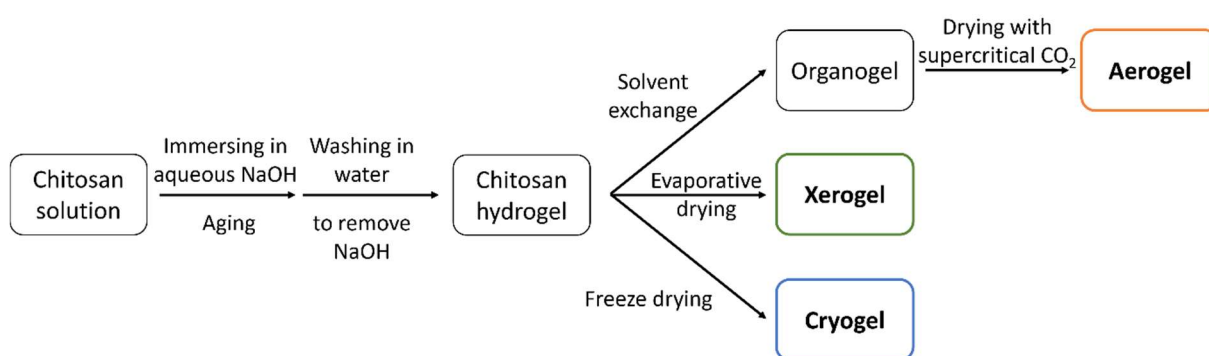 Chitosan
solution
Immersing in
aqueous NaOH
Aging
Washing in
water
to remove
NaOH
Chitosan
hydrogel
Solvent
exchange
Organogel
Drying with
supercritical CO₂
Aerogel
Evaporative
drying
Xerogel
Freeze drying
Cryogel